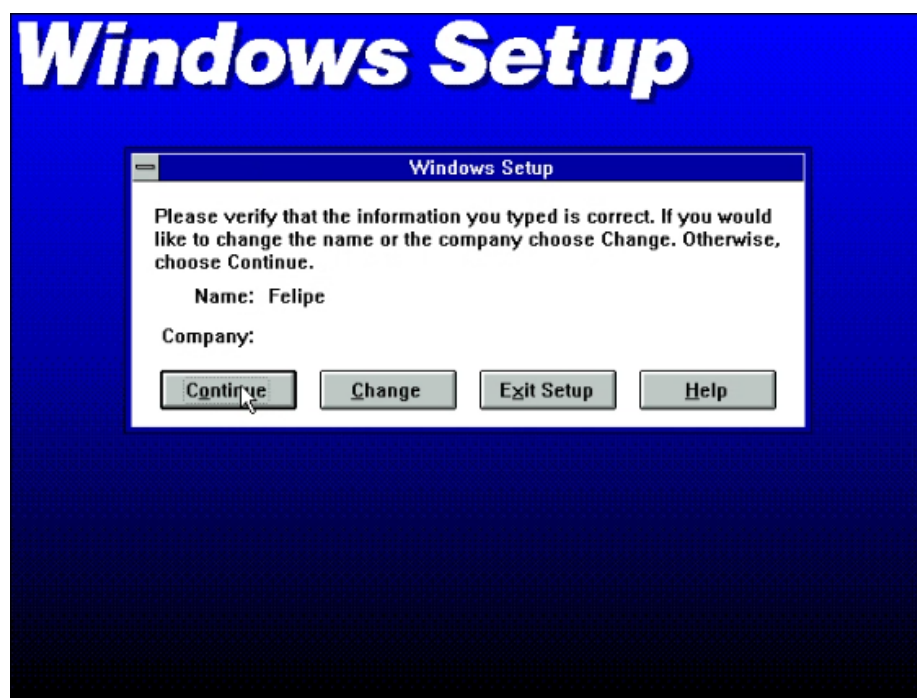 Windows Setup
Windows Setup
Please verify that the information you typed is correct. If you would
like to change the name or the company choose Change. Otherwise,
choose Continue.
Name: Felipe
Company:
Continue Change Exit Setup Help